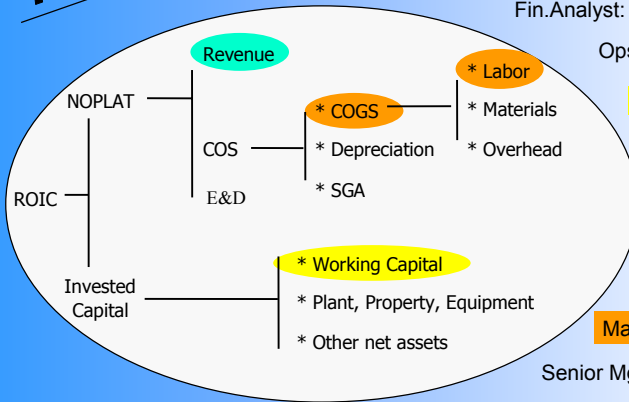 Fin.Analyst:
Ops
Revenue
* Labor
NOPLAT
* COGS
* Materials
COS
* Depreciation
* Overhead
E&D
* SGA
ROIC
* Working Capital
Invested
Capital
* Plant, Property, Equipment
* Other net assets
Ma
Senior Mg